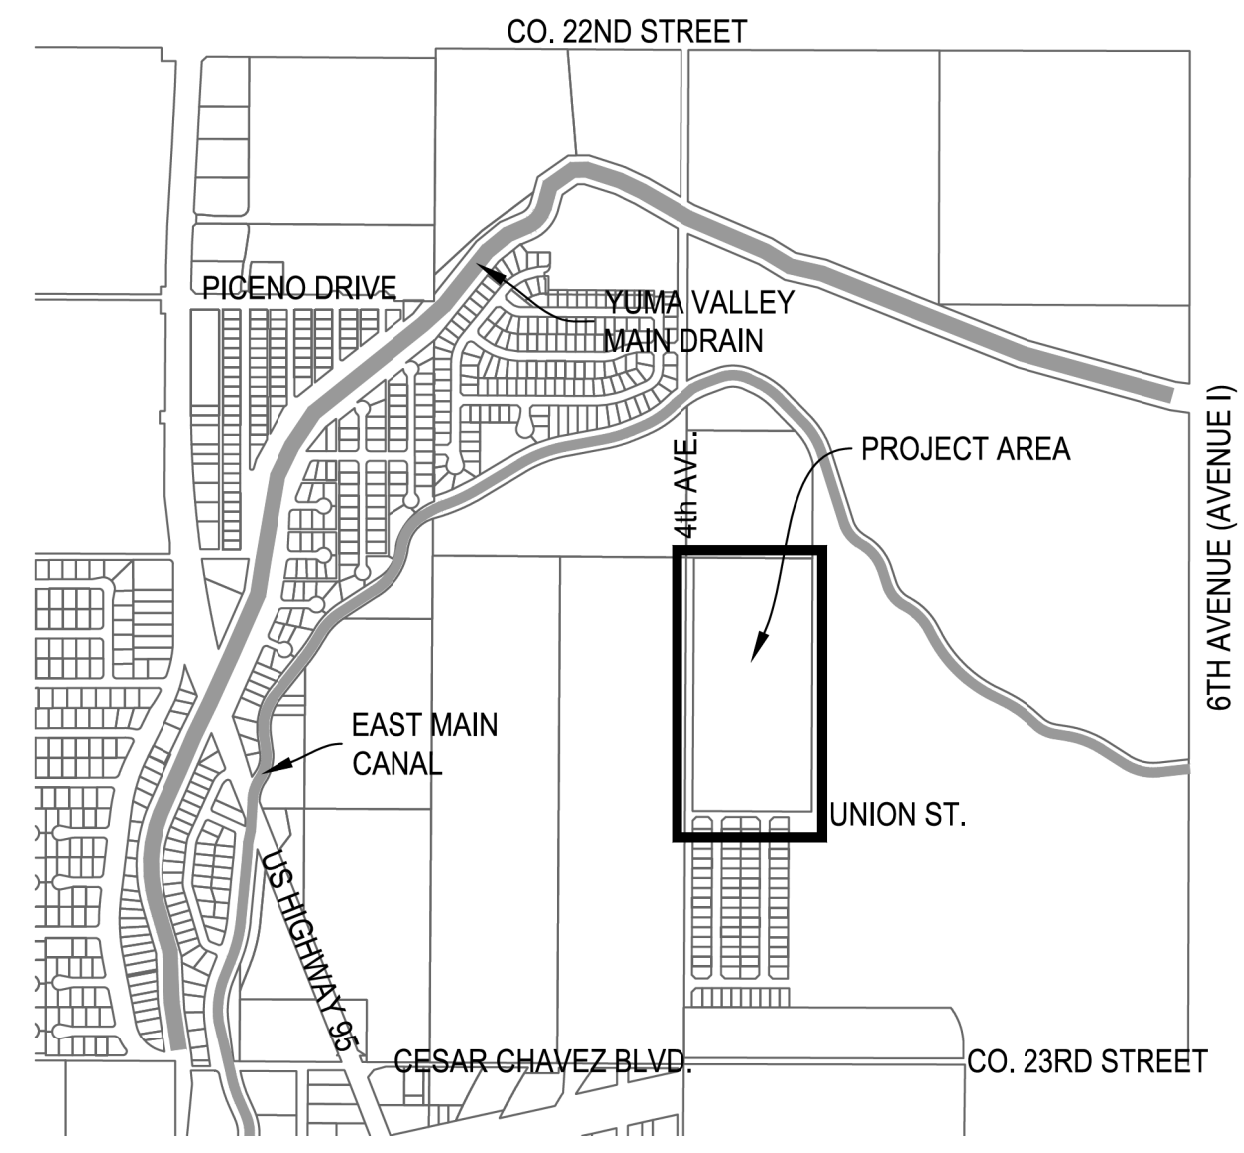 CO. 22ND STREET
PICENO DRIVE
YUMA VALLEY
MAIN DRAIN
6TH AVENUE (AVENUE I)
4th AVE.
PROJECT AREA
EAST MAIN
CANAL
UNION ST.
US HIGHWAY 95
CESAR CHAVEZ BLVD.
CO. 23RD STREET